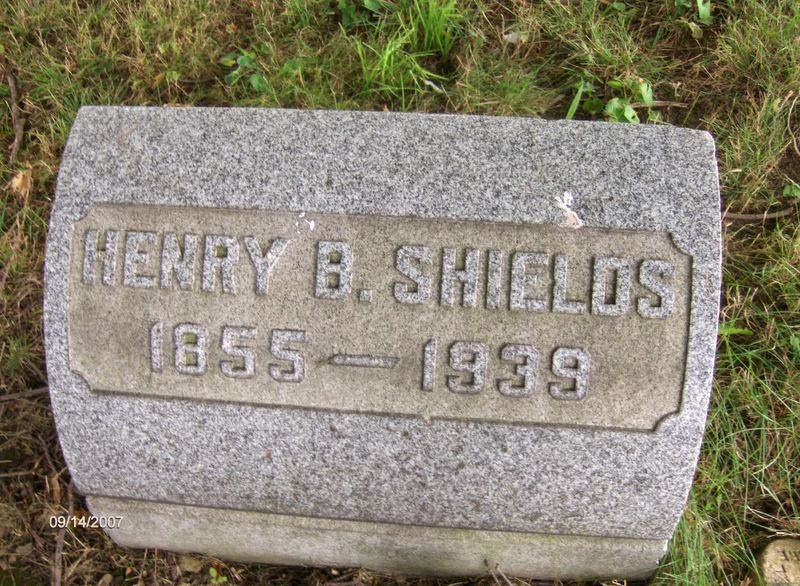 HENRY B. SHIELDS
1855 — 1939
09/14/2007